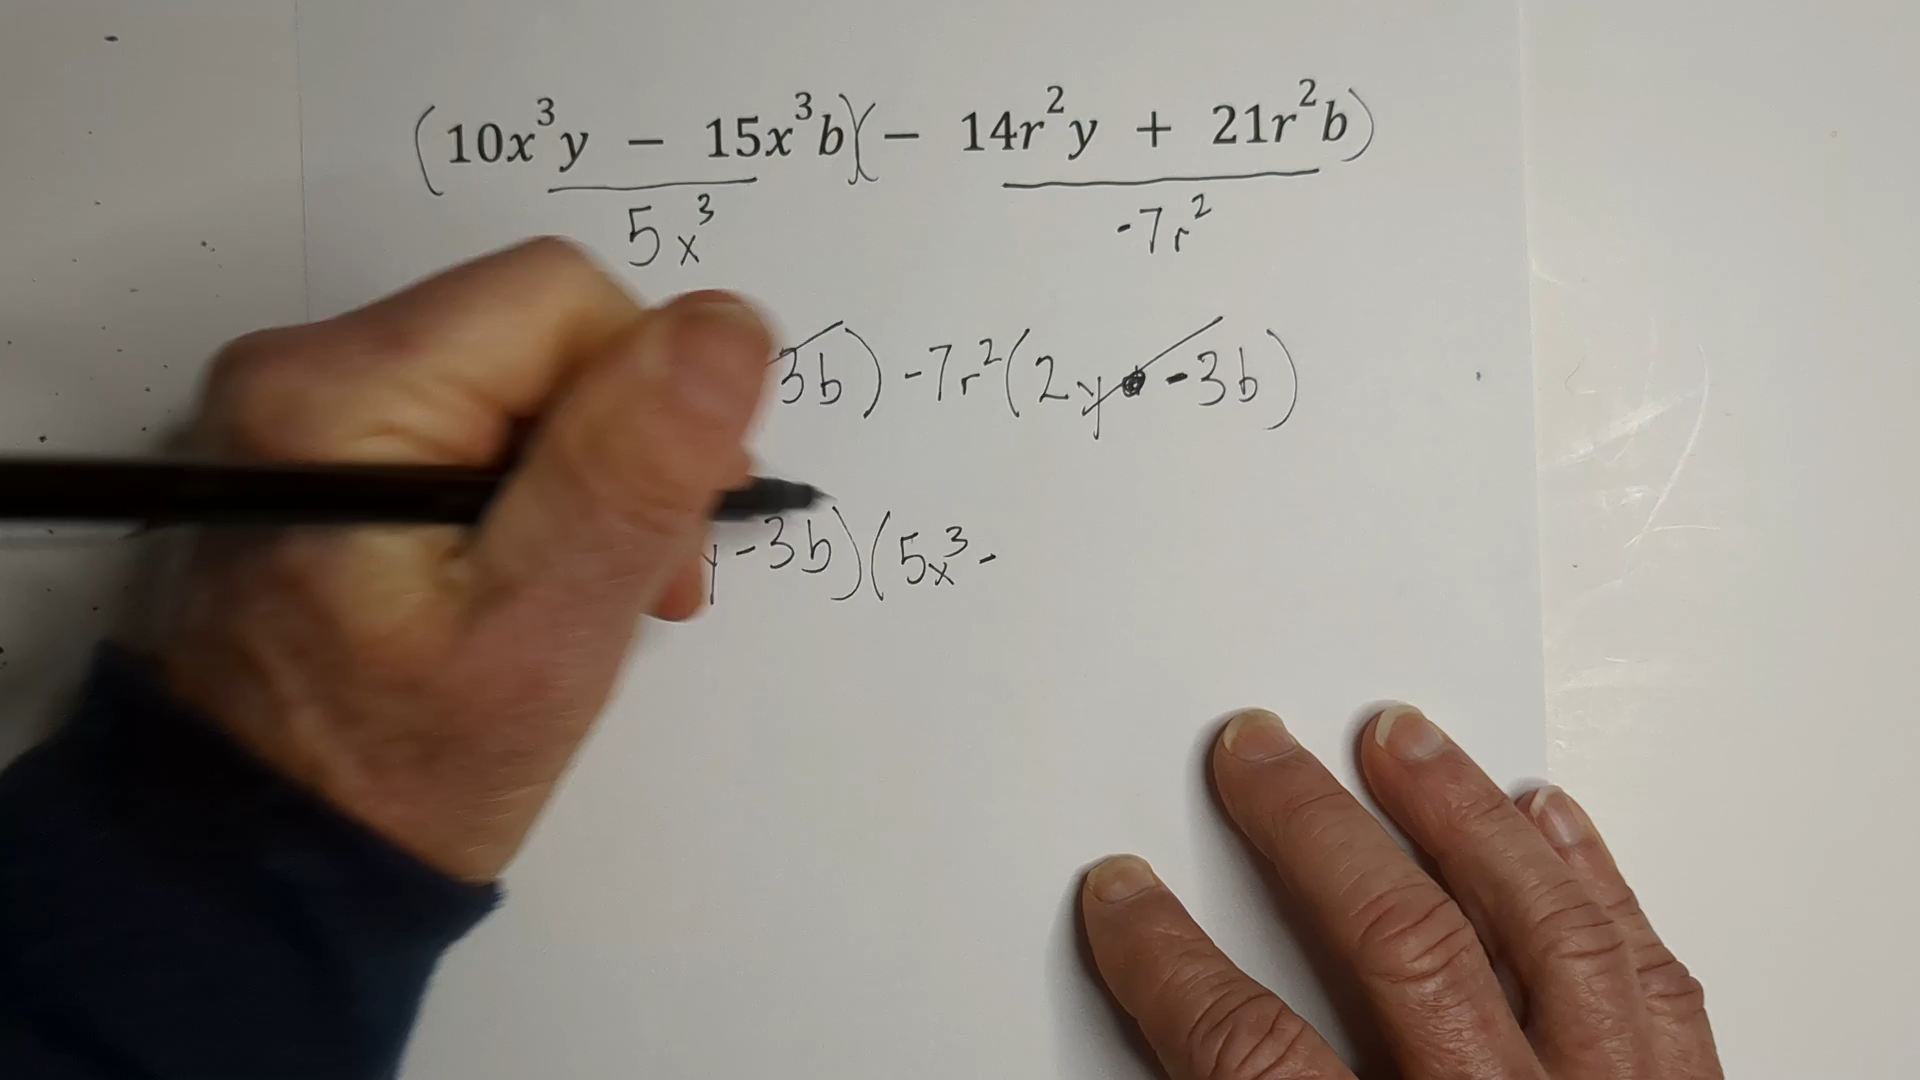 (10x³y − 15x³b)(− 14r²y + 21r²b)
5x³ -7r²
3b) -7r²(2y -3b)
y-3b)(5x³-